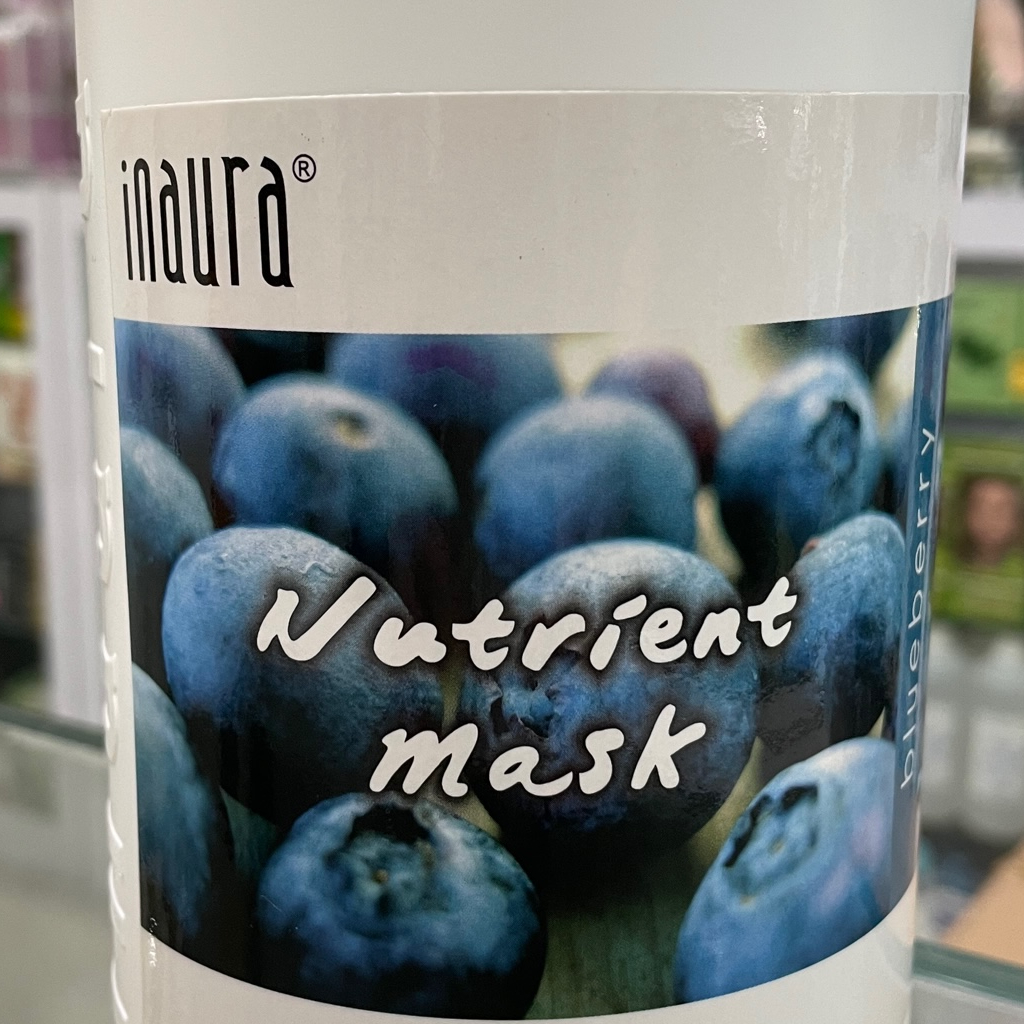 inaura®
Nutrient
mask
blueberry